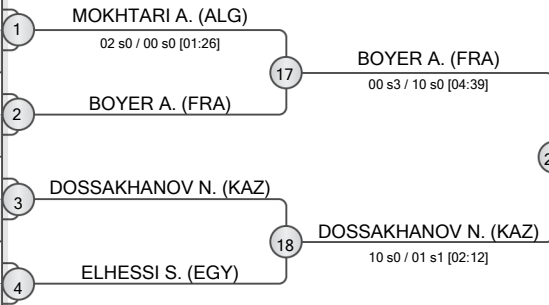 MOKHTARI A. (ALG)
1
02 s0 / 00 s0 [01:26]
17
BOYER A. (FRA)
00 s3 / 10 s0 [04:39]
BOYER A. (FRA)
2
DOSSAKHANOV N. (KAZ)
3
18
DOSSAKHANOV N. (KAZ)
10 s0 / 01 s1 [02:12]
ELHESSI S. (EGY)
4